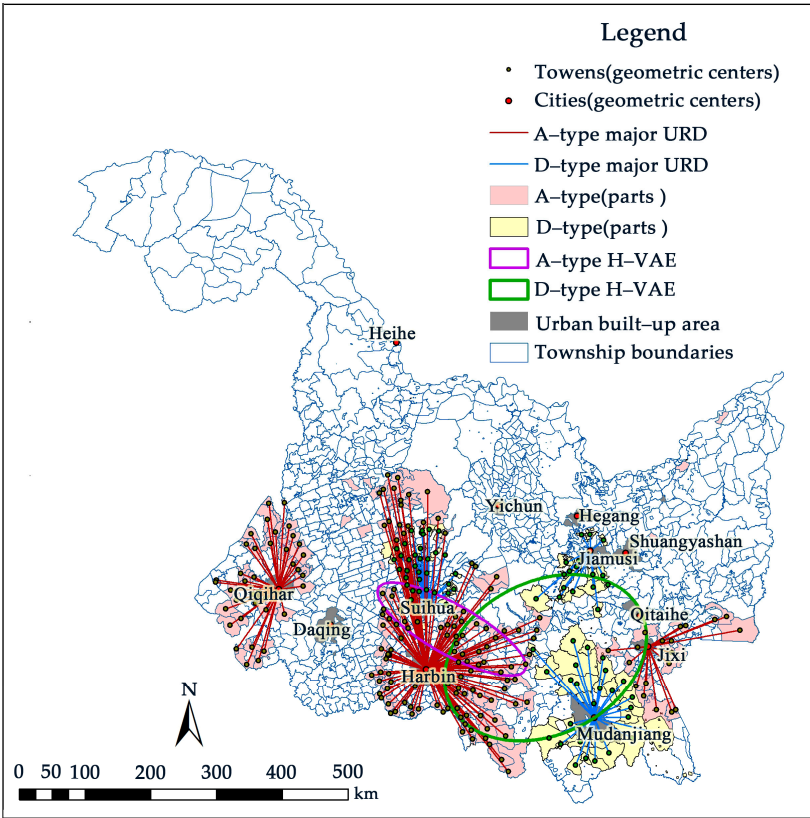 Legend
Towens(geometric centers)
Cities(geometric centers)
A–type major URD
D–type major URD
A–type(parts )
D–type(parts )
A–type H–VAE
D–type H–VAE
Urban built–up area
Township boundaries
Heihe
Yichun
Hegang
Shuangyashan
Jiamusi
Qiqihar
Suihua
Qitaihe
Daqing
Jixi
Harbin
Mudanjiang
N
0 50 100 200 300 400 500
km